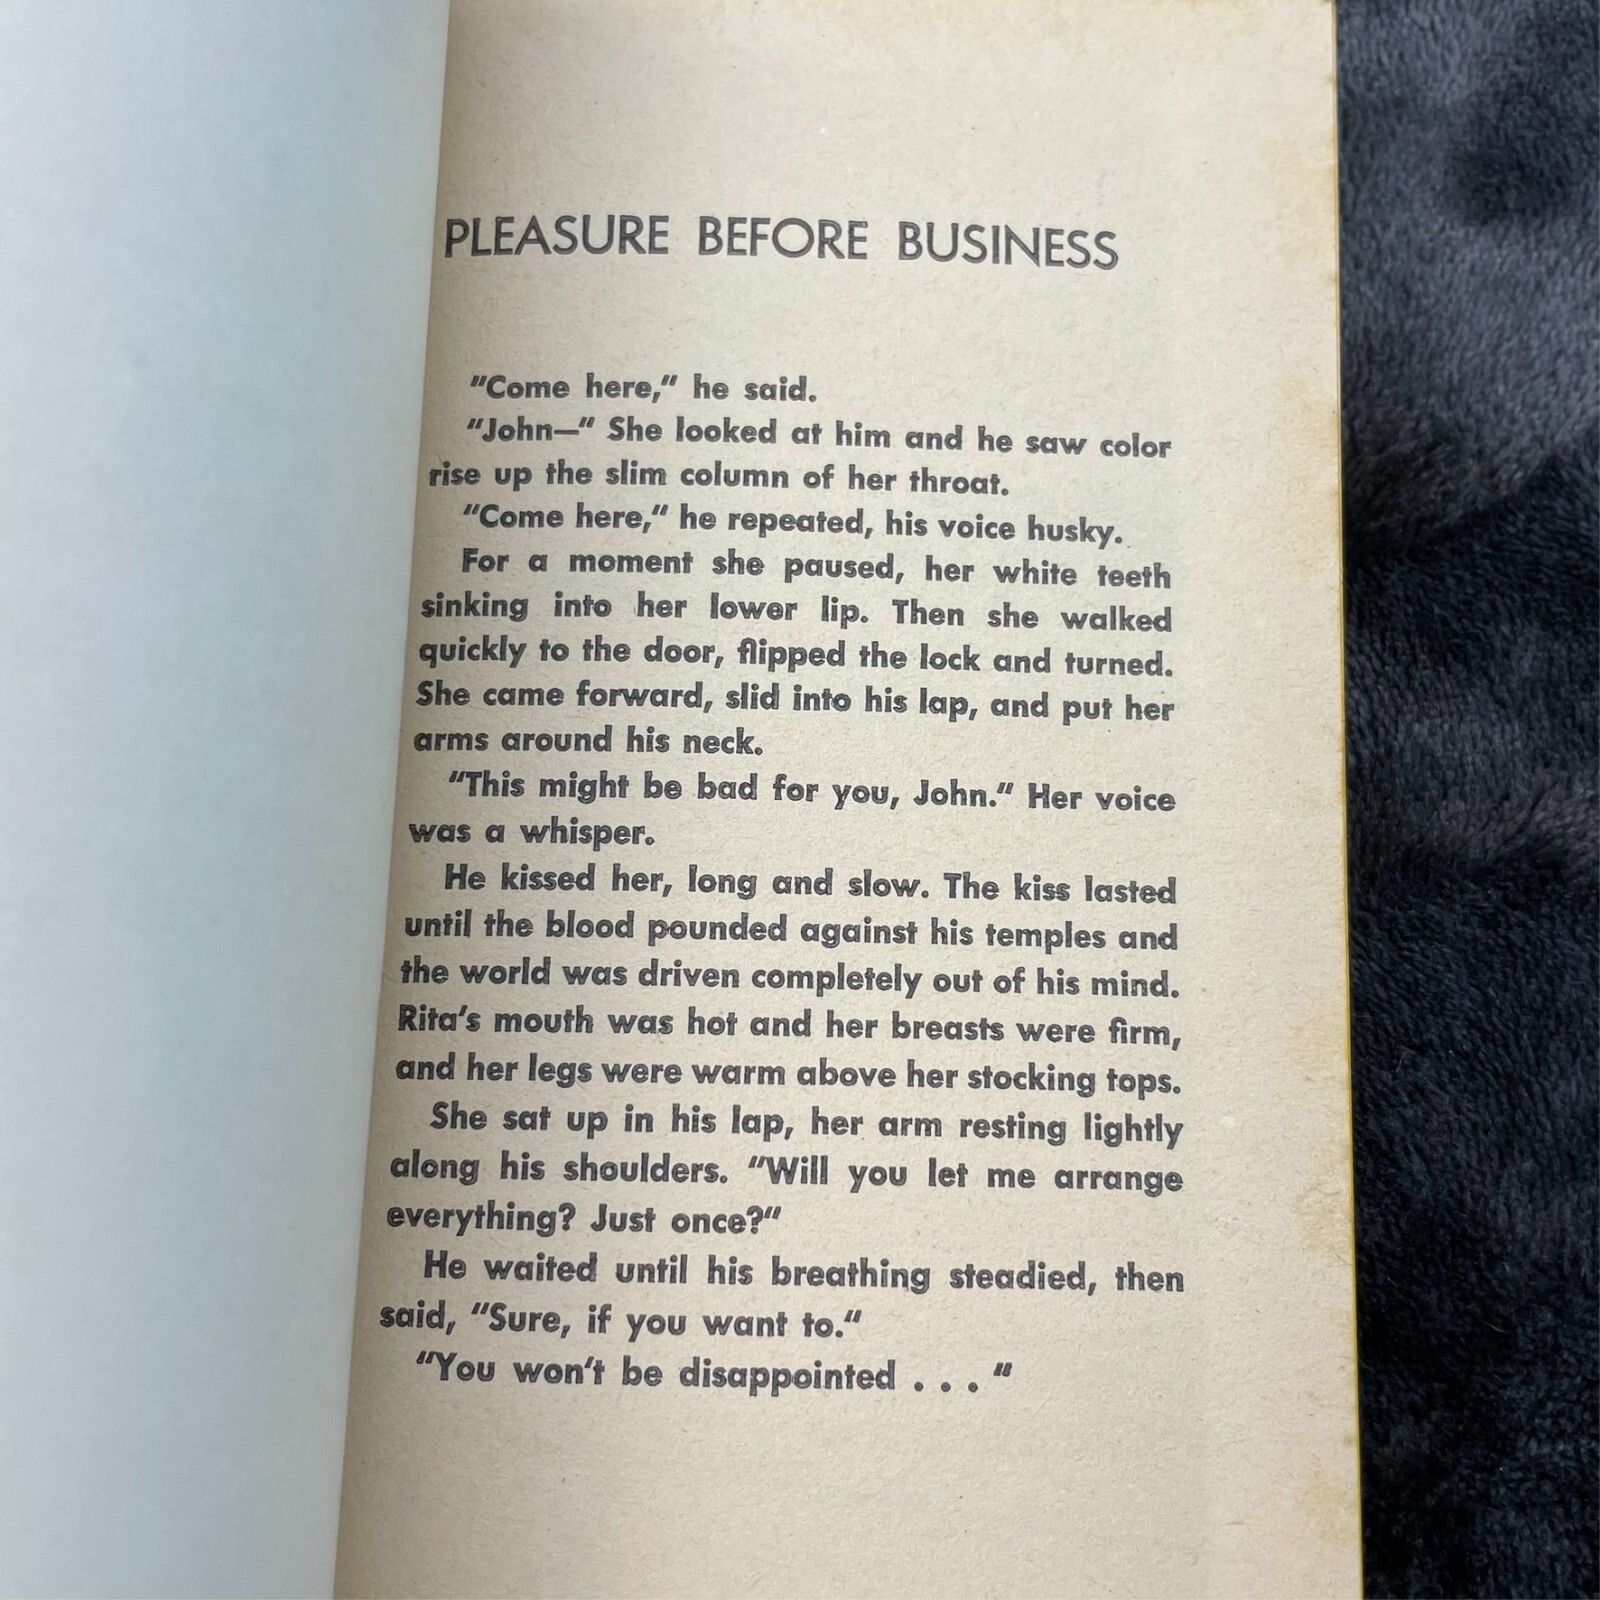 PLEASURE BEFORE BUSINESS
"Come here," he said.
"John—" She looked at him and he saw color
rise up the slim column of her throat.
"Come here," he repeated, his voice husky.
For a moment she paused, her white teeth
sinking into her lower lip. Then she walked
quickly to the door, flipped the lock and turned.
She came forward, slid into his lap, and put her
arms around his neck.
"This might be bad for you, John." Her voice
was a whisper.
He kissed her, long and slow. The kiss lasted
until the blood pounded against his temples and
the world was driven completely out of his mind.
Rita's mouth was hot and her breasts were firm,
and her legs were warm above her stocking tops.
She sat up in his lap, her arm resting lightly
along his shoulders. "Will you let me arrange
everything? Just once?"
He waited until his breathing steadied, then
said, "Sure, if you want to."
"You won't be disappointed . . . "